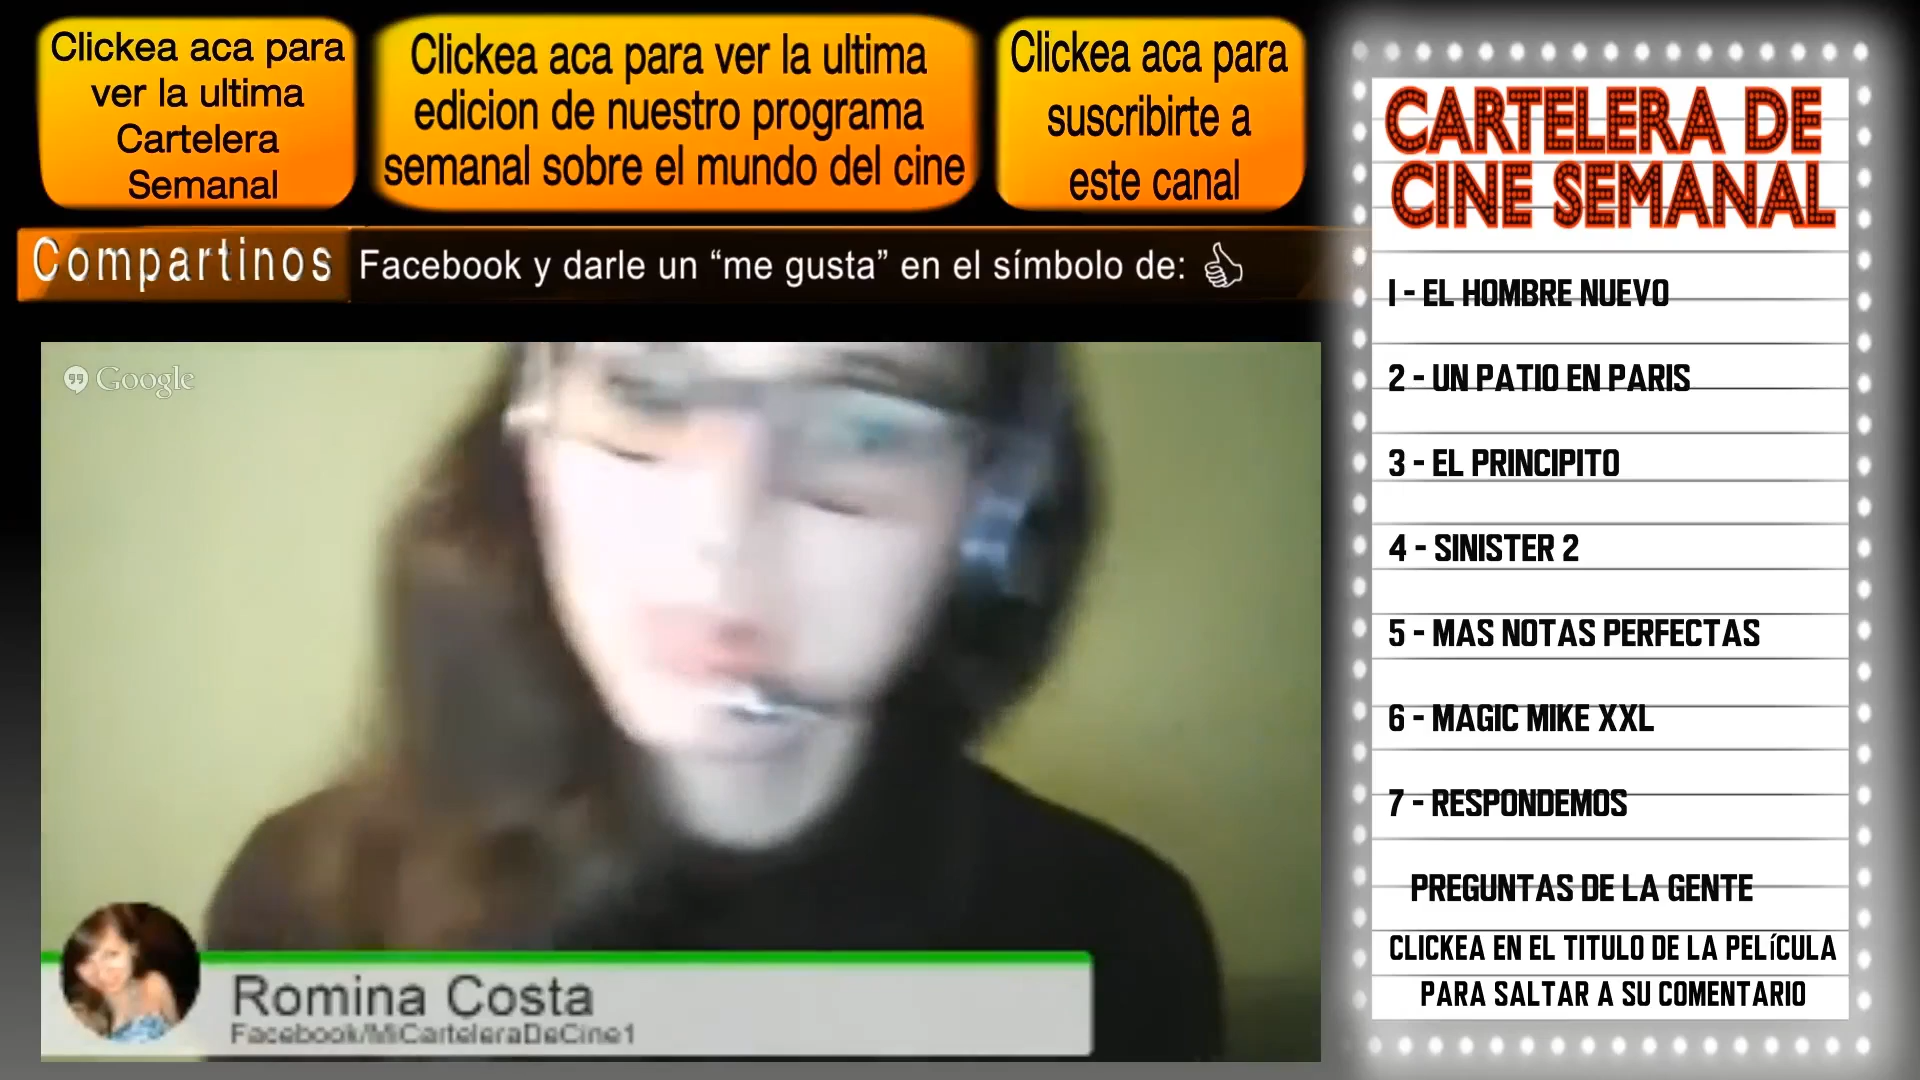 Clickea aca para
ver la ultima
Cartelera
Semanal
Clickea aca para ver la ultima
edicion de nuestro programa
semanal sobre el mundo del cine
Clickea aca para
suscribirte a
este canal
Compartinos
Facebook y darle un “me gusta” en el símbolo de:
Google
Romina Costa
Facebook/MiCarteleraDeCine1
CARTELERA DE
CINE SEMANAL
1 - EL HOMBRE NUEVO
2 - UN PATIO EN PARIS
3 - EL PRINCIPITO
4 - SINISTER 2
5 - MAS NOTAS PERFECTAS
6 - MAGIC MIKE XXL
7 - RESPONDEMOS
PREGUNTAS DE LA GENTE
CLICKEA EN EL TITULO DE LA PELíCULA
PARA SALTAR A SU COMENTARIO